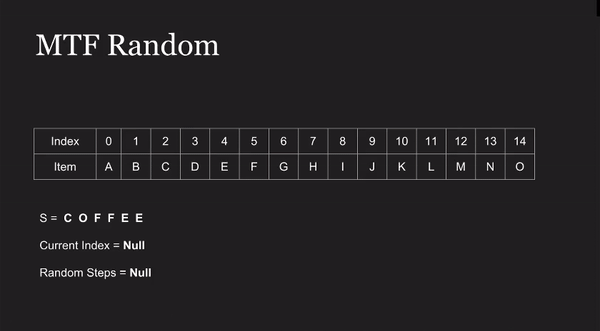 MTF Random
Index 0 1 2 3 4 5 6 7 8 9 10 11 12 13 14
Item A B C D E F G H I J K L M N O
S = C O F F E E
Current Index = Null
Random Steps = Null